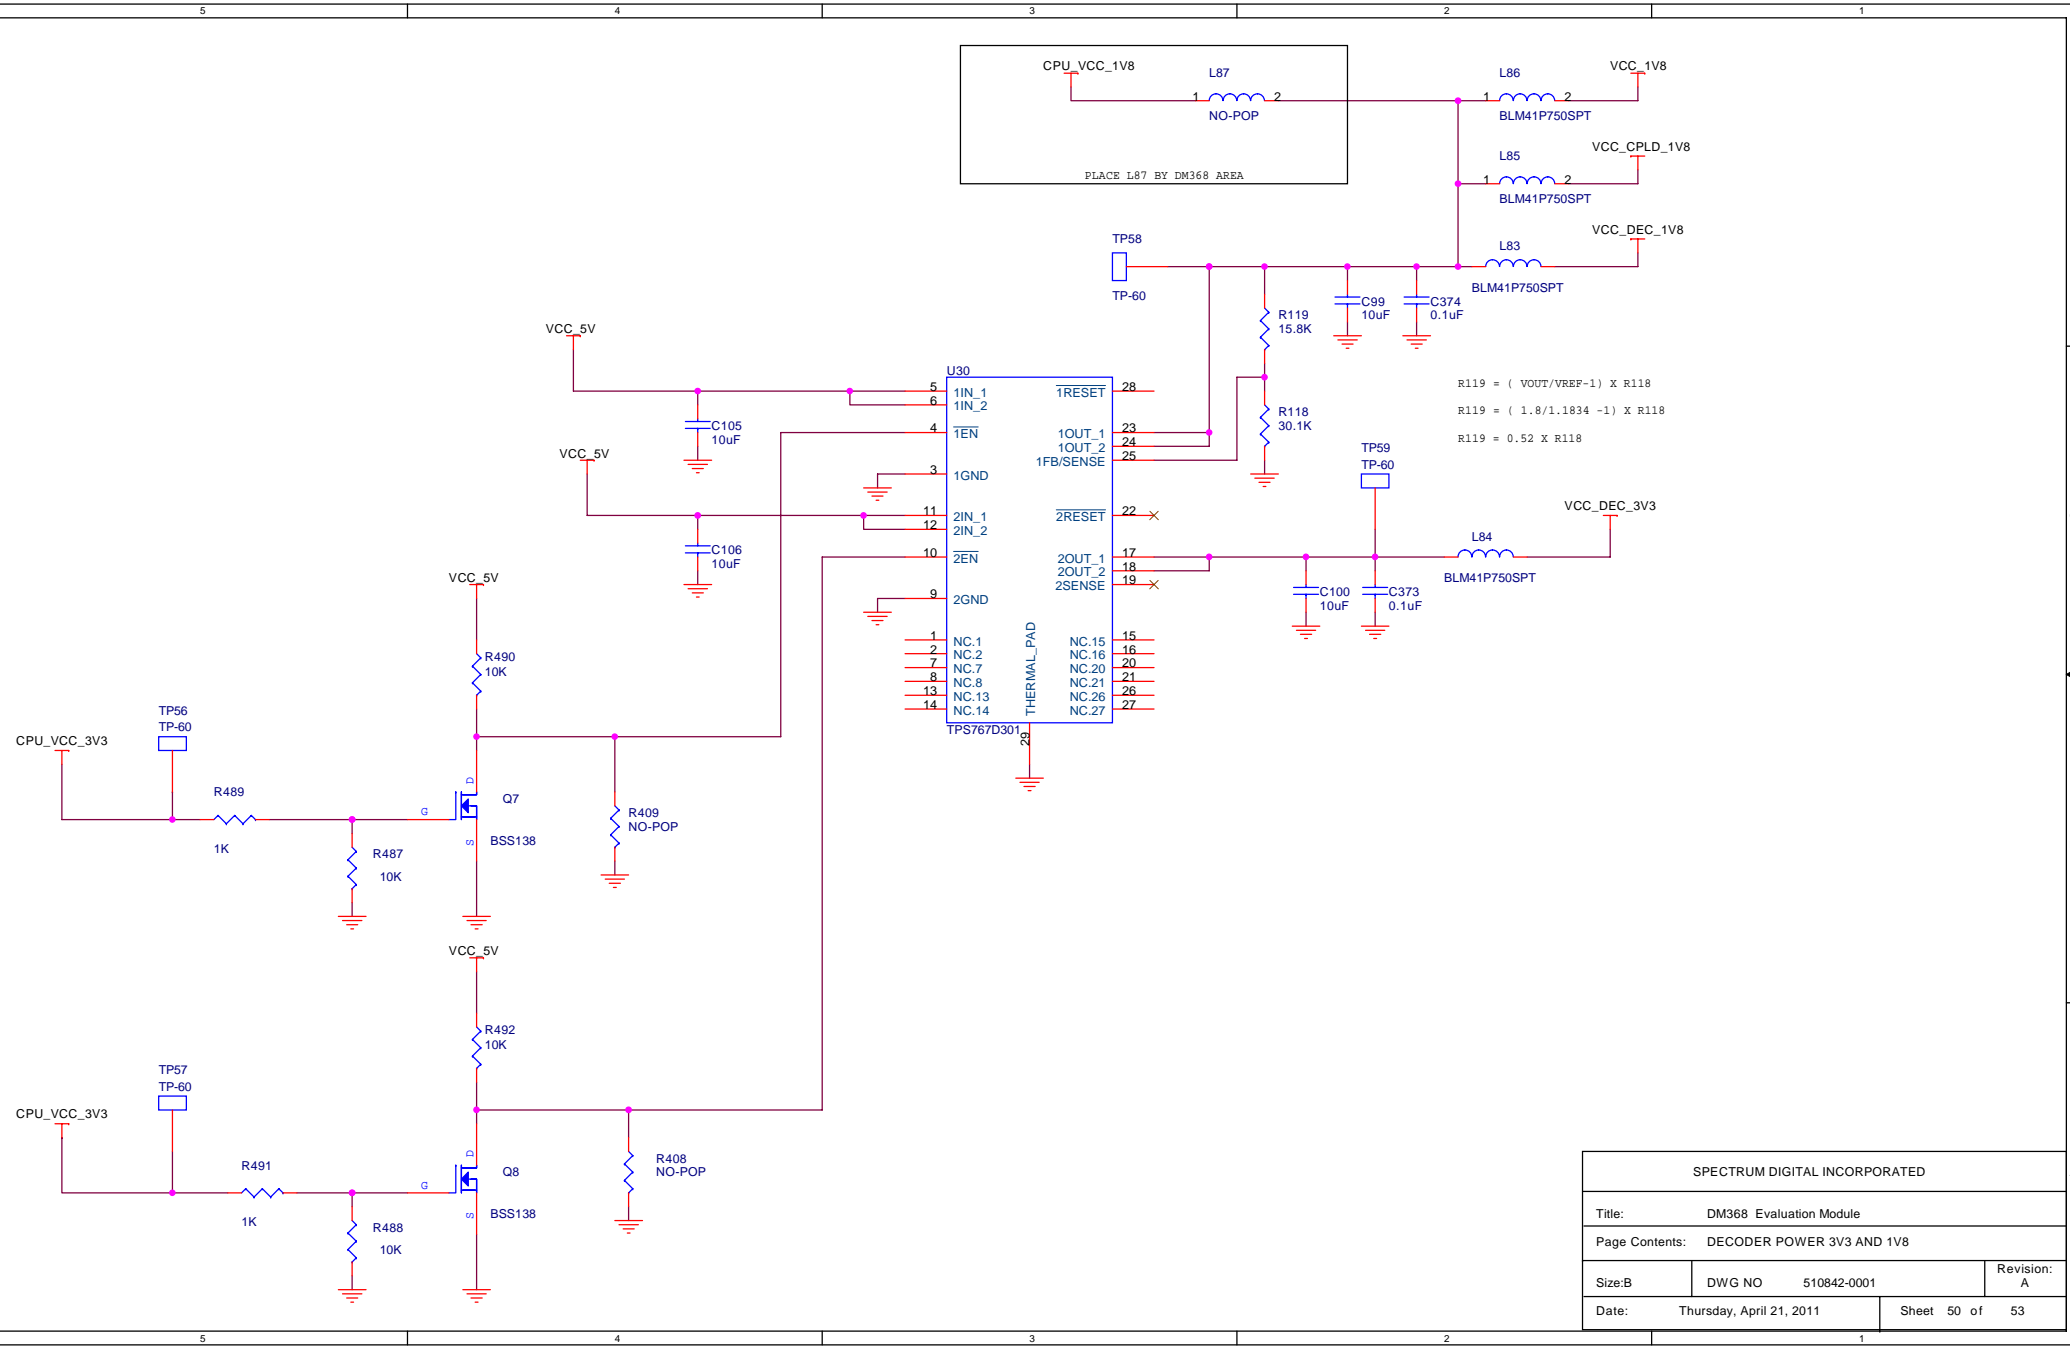 5
4
3
2
1
CPU_VCC_1V8
L87
1
2
NO-POP
PLACE L87 BY DM368 AREA
L86
VCC_1V8
1
2
BLM41P750SPT
L85
VCC_CPLD_1V8
1
2
BLM41P750SPT
L83
VCC_DEC_1V8
BLM41P750SPT
TP58
TP-60
R119
15.8K
C99
10uF
C374
0.1uF
R118
30.1K
R119 = ( VOUT/VREF-1) X R118
R119 = ( 1.8/1.1834 -1) X R118
R119 = 0.52 X R118
VCC_5V
C105
10uF
VCC_5V
C106
10uF
U30
5 1IN_1
6 1IN_2
4 1EN
3 1GND
11 2IN_1
12 2IN_2
10 2EN
9 2GND
1 NC.1
2 NC.2
7 NC.7
8 NC.8
13 NC.13
14 NC.14
1RESET 28
1OUT_1 23
1OUT_2 24
1FB/SENSE 25
2RESET 22
2OUT_1 17
2OUT_2 18
2SENSE 19
NC.15 15
NC.16 16
NC.20 20
NC.21 21
NC.26 26
NC.27 27
THERMAL_PAD
29
TPS767D301
TP59
TP-60
VCC_DEC_3V3
L84
BLM41P750SPT
C100
10uF
C373
0.1uF
VCC_5V
R490
10K
TP56
TP-60
CPU_VCC_3V3
R489
1K
R487
10K
G
D
S
Q7
BSS138
R409
NO-POP
VCC_5V
R492
10K
TP57
TP-60
CPU_VCC_3V3
R491
1K
R488
10K
G
D
S
Q8
BSS138
R408
NO-POP
SPECTRUM DIGITAL INCORPORATED
Title: DM368 Evaluation Module
Page Contents: DECODER POWER 3V3 AND 1V8
Size:B DWG NO 510842-0001 Revision: A
Date: Thursday, April 21, 2011 Sheet 50 of 53
5
4
3
2
1